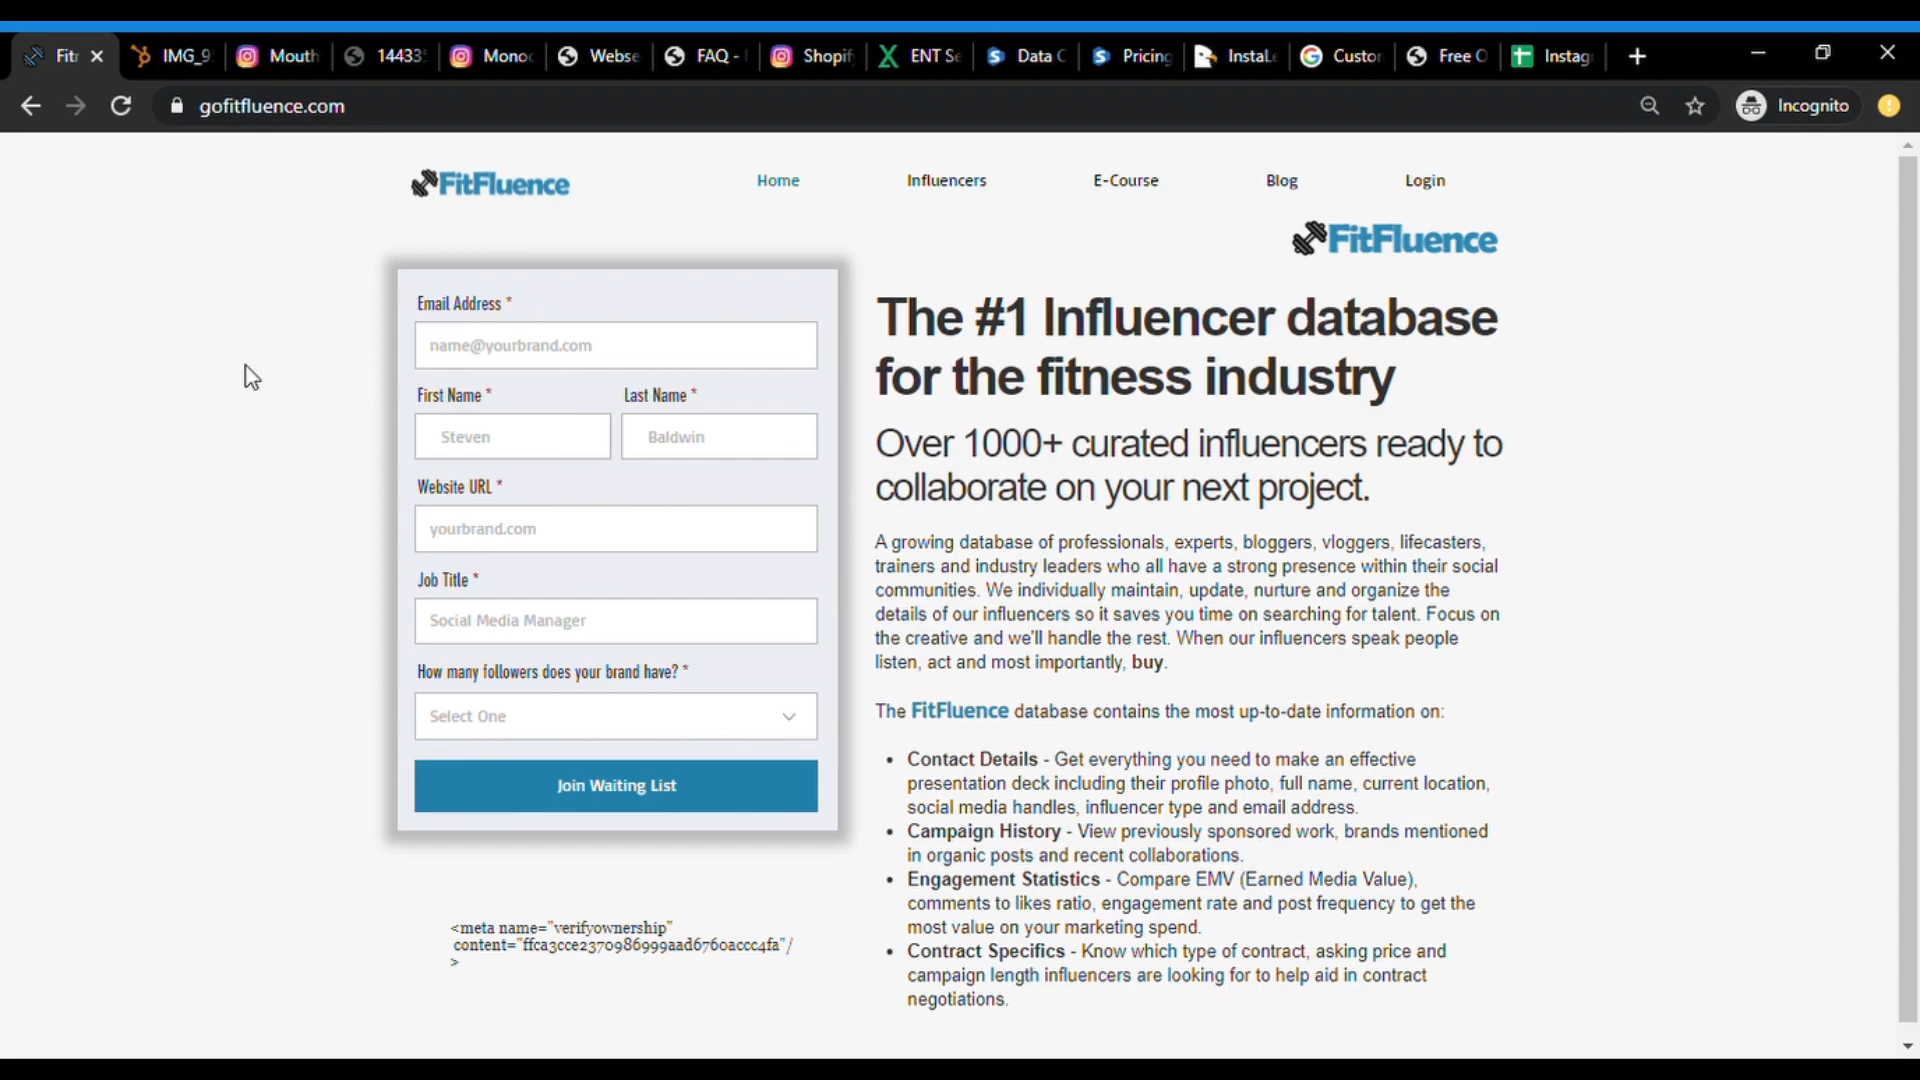 Fit
IMG_9
Mouth
14433
Mono
Webse
FAQ -
Shopif
ENT Se
Data C
Pricing
InstaLe
Custo
Free O
Instag
gofitfluence.com
Incognito
FitFluence
Home
Influencers
E-Course
Blog
Login
FitFluence
Email Address *
name@yourbrand.com
First Name *
Last Name *
Steven
Baldwin
Website URL *
yourbrand.com
Job Title *
Social Media Manager
How many followers does your brand have? *
Select One
Join Waiting List
<meta name="verifyownership"
content="ffca3cce2370986999aad6760accc4fa"/
>
The #1 Influencer database
for the fitness industry
Over 1000+ curated influencers ready to
collaborate on your next project.
A growing database of professionals, experts, bloggers, vloggers, lifecasters,
trainers and industry leaders who all have a strong presence within their social
communities. We individually maintain, update, nurture and organize the
details of our influencers so it saves you time on searching for talent. Focus on
the creative and we'll handle the rest. When our influencers speak people
listen, act and most importantly, buy.
The FitFluence database contains the most up-to-date information on:
• Contact Details - Get everything you need to make an effective
presentation deck including their profile photo, full name, current location,
social media handles, influencer type and email address.
• Campaign History - View previously sponsored work, brands mentioned
in organic posts and recent collaborations.
• Engagement Statistics - Compare EMV (Earned Media Value),
comments to likes ratio, engagement rate and post frequency to get the
most value on your marketing spend.
• Contract Specifics - Know which type of contract, asking price and
campaign length influencers are looking for to help aid in contract
negotiations.